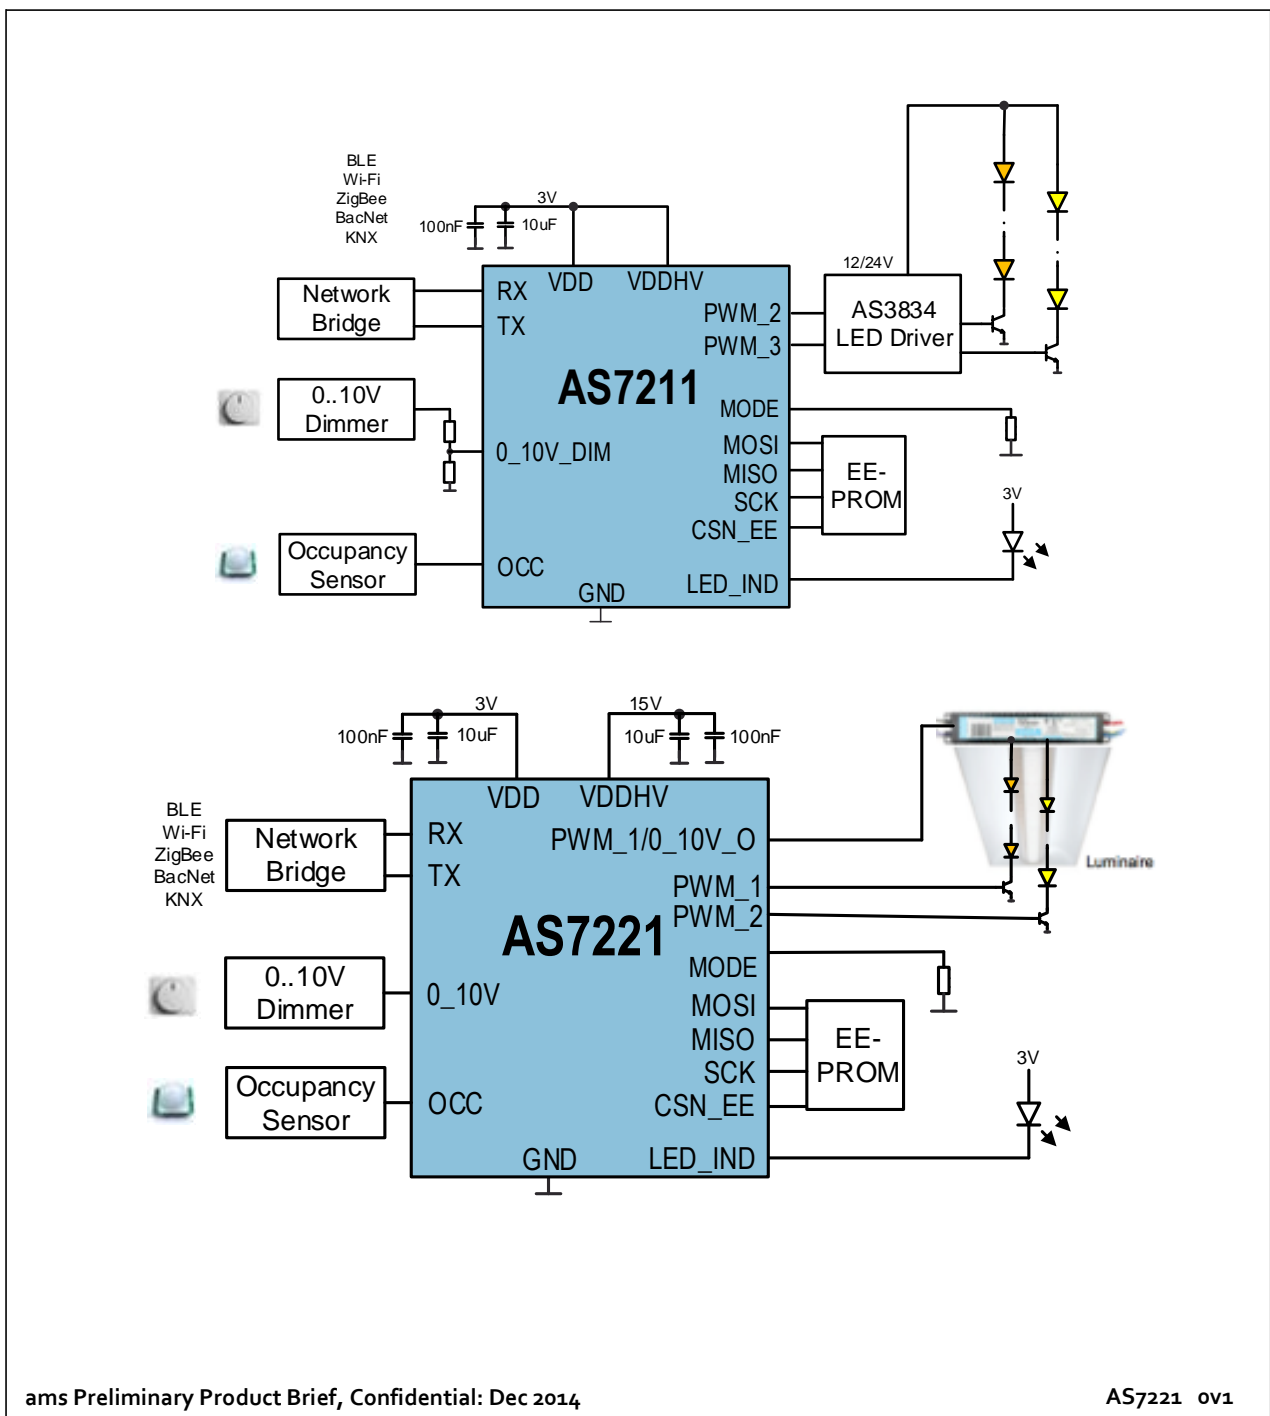 BLE
Wi-Fi
ZigBee
BacNet
KNX
3V
100nF
10uF
12/24V
Network
Bridge
RX
TX
VDD
VDDHV
PWM_2
PWM_3
AS3834
LED Driver
AS7211
0..10V
Dimmer
0_10V_DIM
MODE
MOSI
MISO
SCK
CSN_EE
EE-
PROM
3V
Occupancy
Sensor
OCC
GND
LED_IND
3V
100nF
10uF
15V
10uF
100nF
BLE
Wi-Fi
ZigBee
BacNet
KNX
Network
Bridge
RX
TX
VDD
VDDHV
PWM_1/0_10V_O
PWM_1
PWM_2
Luminaire
AS7221
0..10V
Dimmer
0_10V
MODE
MOSI
MISO
SCK
CSN_EE
EE-
PROM
3V
Occupancy
Sensor
OCC
GND
LED_IND
ams Preliminary Product Brief, Confidential: Dec 2014
AS7221 0v1